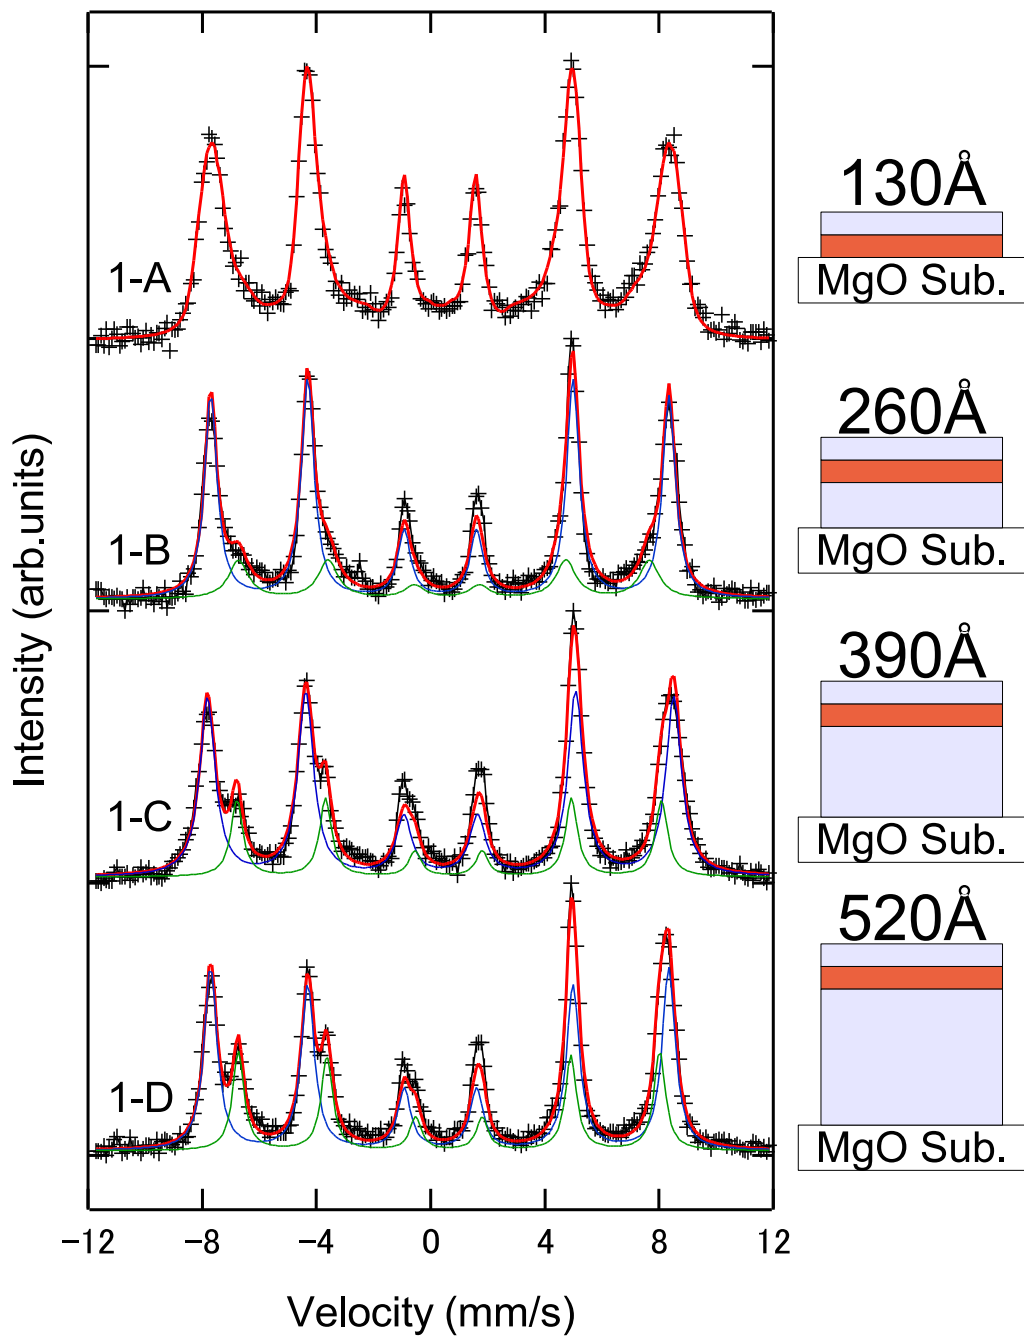 Intensity (arb.units)
1-A
130Å
MgO Sub.
1-B
260Å
MgO Sub.
1-C
390Å
MgO Sub.
1-D
520Å
MgO Sub.
−12 −8 −4 0 4 8 12
Velocity (mm/s)